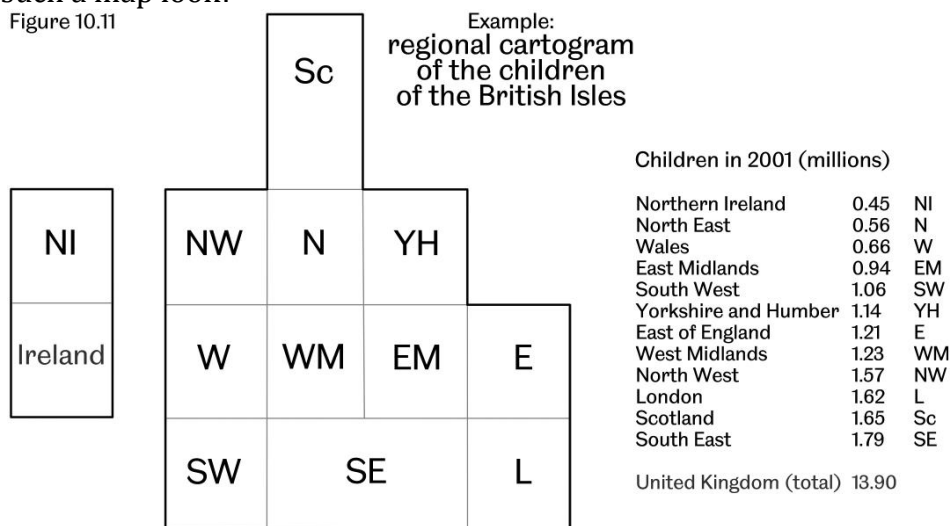 such a map look.
Figure 10.11
Example:
regional cartogram
of the children
of the British Isles
Sc
NI
NW
N
YH
Ireland
W
WM
EM
E
SW
SE
L
Children in 2001 (millions)
Northern Ireland 0.45 NI
North East 0.56 N
Wales 0.66 W
East Midlands 0.94 EM
South West 1.06 SW
Yorkshire and Humber 1.14 YH
East of England 1.21 E
West Midlands 1.23 WM
North West 1.57 NW
London 1.62 L
Scotland 1.65 Sc
South East 1.79 SE
United Kingdom (total) 13.90